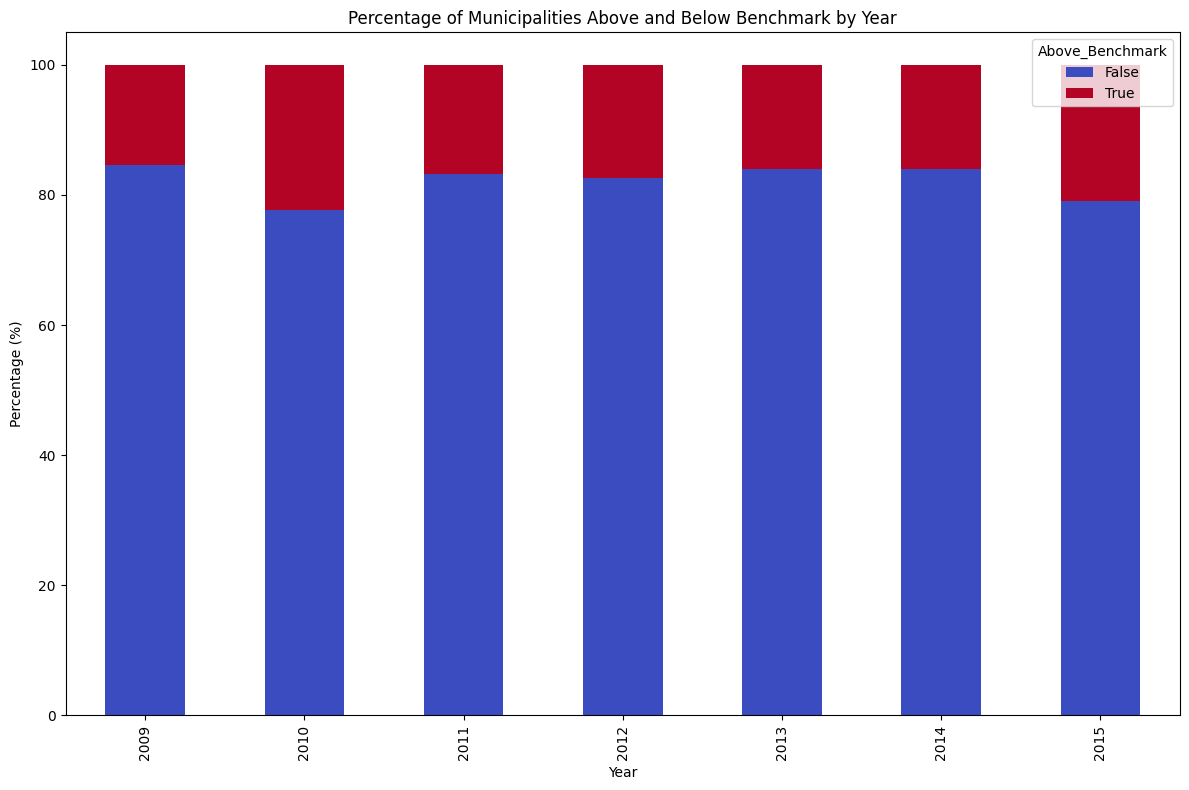 Percentage of Municipalities Above and Below Benchmark by Year
Above_Benchmark
False
True
100
80
60
40
20
0
Percentage (%)
2009
2010
2011
2012
2013
2014
2015
Year